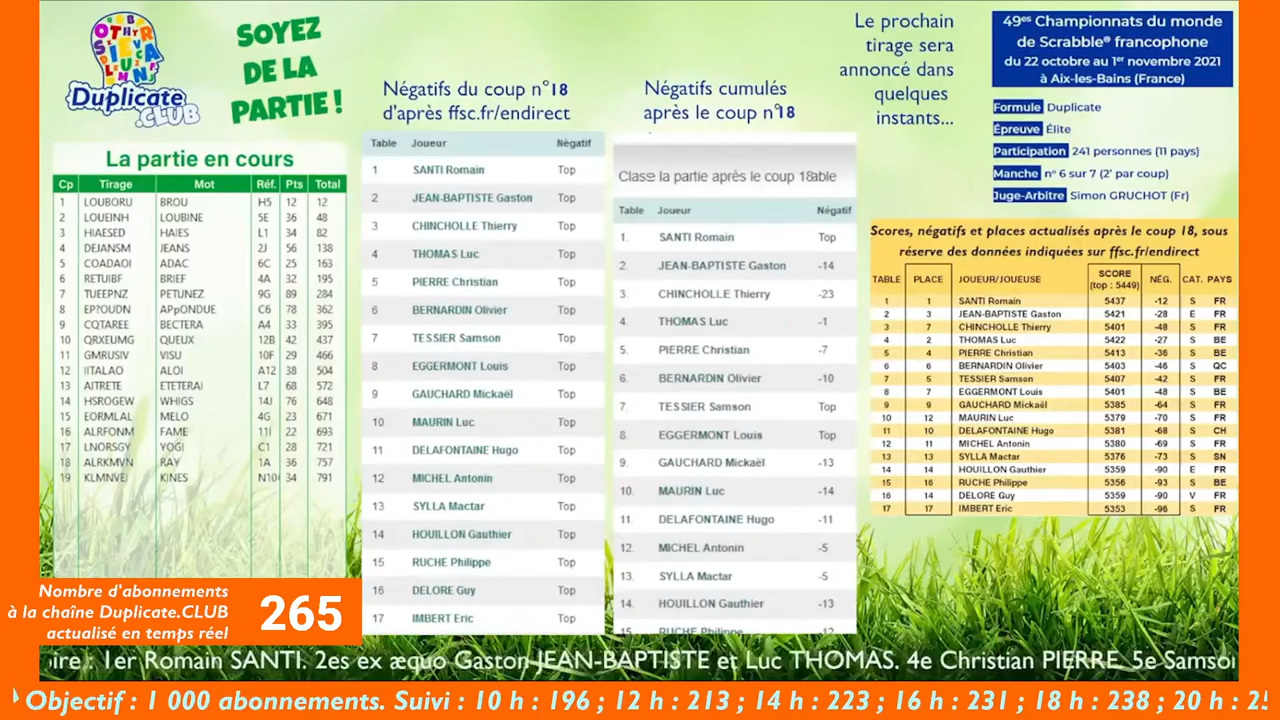 Duplicate
.CLUB
SOYEZ
DE LA
PARTIE !
La partie en cours
Cp Tirage Mot Réf. Pts Total
1 LOUBORU BROU H5 12 12
2 LOUEINH LOUBINE 5E 36 48
3 HIAESED HAIES L1 34 82
4 DEJANSM JEANS 2J 56 138
5 COADAOI ADAC 6C 25 163
6 RETUIBF BRIEF 4A 32 195
7 TUEEPNZ PETUNEZ 9G 89 284
8 EP?OUDN APpONDUE C6 78 362
9 CQTAREE BECTERA A4 33 395
10 QRXEUMG QUEUX 12B 42 437
11 GMRUSIV VISU 10F 29 466
12 IITALAO ALOI A12 38 504
13 AITRETE ETETERAI L7 68 572
14 HSROGEW WHIGS 14J 76 648
15 EORMLAL MELO 4G 23 671
16 ALRFONM FAME 11I 22 693
17 LNORSGY YOGI C1 28 721
18 ALRKMVN RAY 1A 36 757
19 KLMNVEI KINES N10 34 791
Nombre d'abonnements
à la chaîne Duplicate.CLUB
actualisé en temps réel
265
Négatifs du coup n°18
d'après ffsc.fr/endirect
Table Joueur Négatif
1 SANTI Romain Top
2 JEAN-BAPTISTE Gaston Top
3 CHINCHOLLE Thierry Top
4 THOMAS Luc Top
5 PIERRE Christian Top
6 BERNARDIN Olivier Top
7 TESSIER Samson Top
8 EGGERMONT Louis Top
9 GAUCHARD Mickaël Top
10 MAURIN Luc Top
11 DELAFONTAINE Hugo Top
12 MICHEL Antonin Top
13 SYLLA Mactar Top
14 HOUILLON Gauthier Top
15 RUCHE Philippe Top
16 DELORE Guy Top
17 IMBERT Eric Top
Négatifs cumulés
après le coup n°18
Classe la partie après le coup 18able
Table Joueur Négatif
1. SANTI Romain Top
2. JEAN-BAPTISTE Gaston -14
3. CHINCHOLLE Thierry -23
4. THOMAS Luc -1
5. PIERRE Christian -7
6. BERNARDIN Olivier -10
7. TESSIER Samson Top
8. EGGERMONT Louis Top
9. GAUCHARD Mickaël -13
10. MAURIN Luc -14
11. DELAFONTAINE Hugo -11
12. MICHEL Antonin -5
13. SYLLA Mactar -5
14. HOUILLON Gauthier -13
15. RUCHE Philippe -12
Le prochain
tirage sera
annoncé dans
quelques
instants...
49es Championnats du monde
de Scrabble® francophone
du 22 octobre au 1er novembre 2021
à Aix-les-Bains (France)
Formule Duplicate
Épreuve Élite
Participation 241 personnes (11 pays)
Manche n° 6 sur 7 (2' par coup)
Juge-Arbitre Simon GRUCHOT (Fr)
Scores, négatifs et places actualisés après le coup 18, sous
réserve des données indiquées sur ffsc.fr/endirect
TABLE PLACE JOUEUR/JOUEUSE SCORE (top : 5449) NÉG. CAT. PAYS
1 1 SANTI Romain 5437 -12 S FR
2 3 JEAN-BAPTISTE Gaston 5421 -28 E FR
3 7 CHINCHOLLE Thierry 5401 -48 S FR
4 2 THOMAS Luc 5422 -27 S BE
5 4 PIERRE Christian 5413 -36 S BE
6 6 BERNARDIN Olivier 5403 -46 S QC
7 5 TESSIER Samson 5407 -42 S FR
8 7 EGGERMONT Louis 5401 -48 S BE
9 9 GAUCHARD Mickaël 5385 -64 S FR
10 12 MAURIN Luc 5379 -70 S FR
11 10 DELAFONTAINE Hugo 5381 -68 S CH
12 11 MICHEL Antonin 5380 -69 S FR
13 13 SYLLA Mactar 5376 -73 S SN
14 14 HOUILLON Gauthier 5359 -90 E FR
15 16 RUCHE Philippe 5356 -93 S BE
16 14 DELORE Guy 5359 -90 V FR
17 17 IMBERT Eric 5353 -96 S FR
oire : 1er Romain SANTI. 2es ex æquo Gaston JEAN-BAPTISTE et Luc THOMAS. 4e Christian PIERRE. 5e Samso
Objectif : 1 000 abonnements. Suivi : 10 h : 196 ; 12 h : 213 ; 14 h : 223 ; 16 h : 231 ; 18 h : 238 ; 20 h : 2